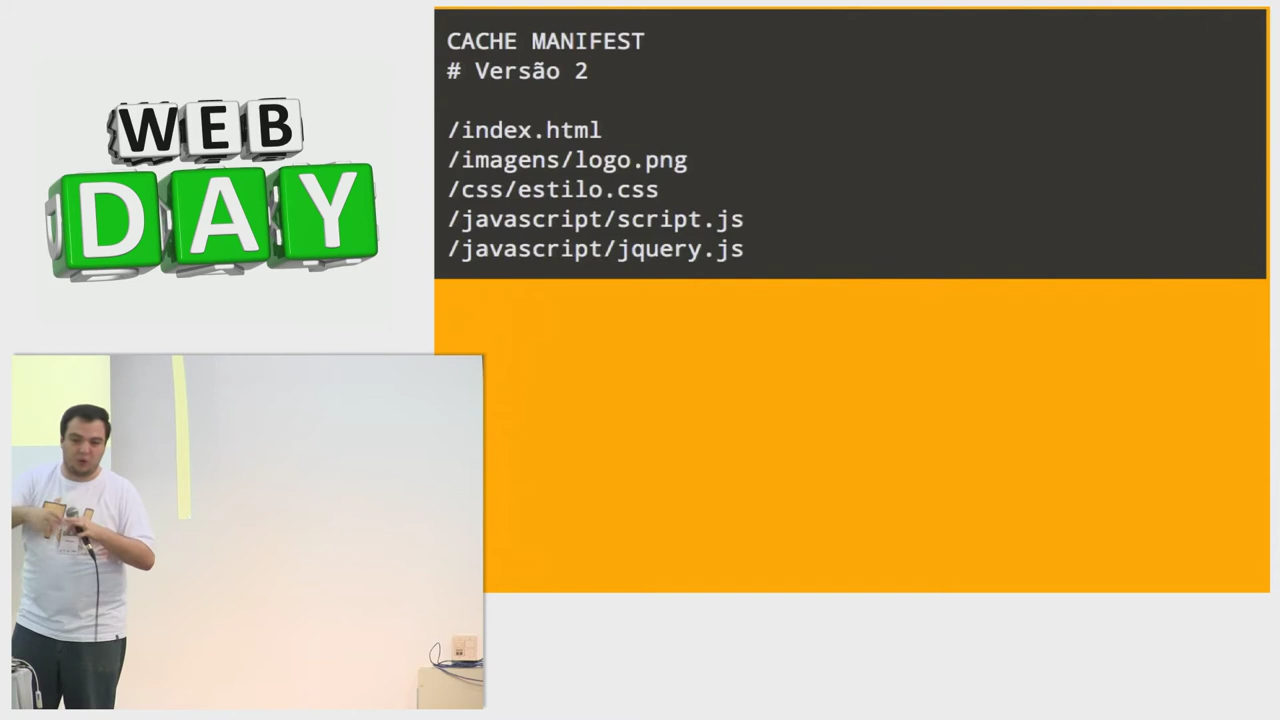 WEB
DAY
CACHE MANIFEST
# Versão 2
/index.html
/imagens/logo.png
/css/estilo.css
/javascript/script.js
/javascript/jquery.js